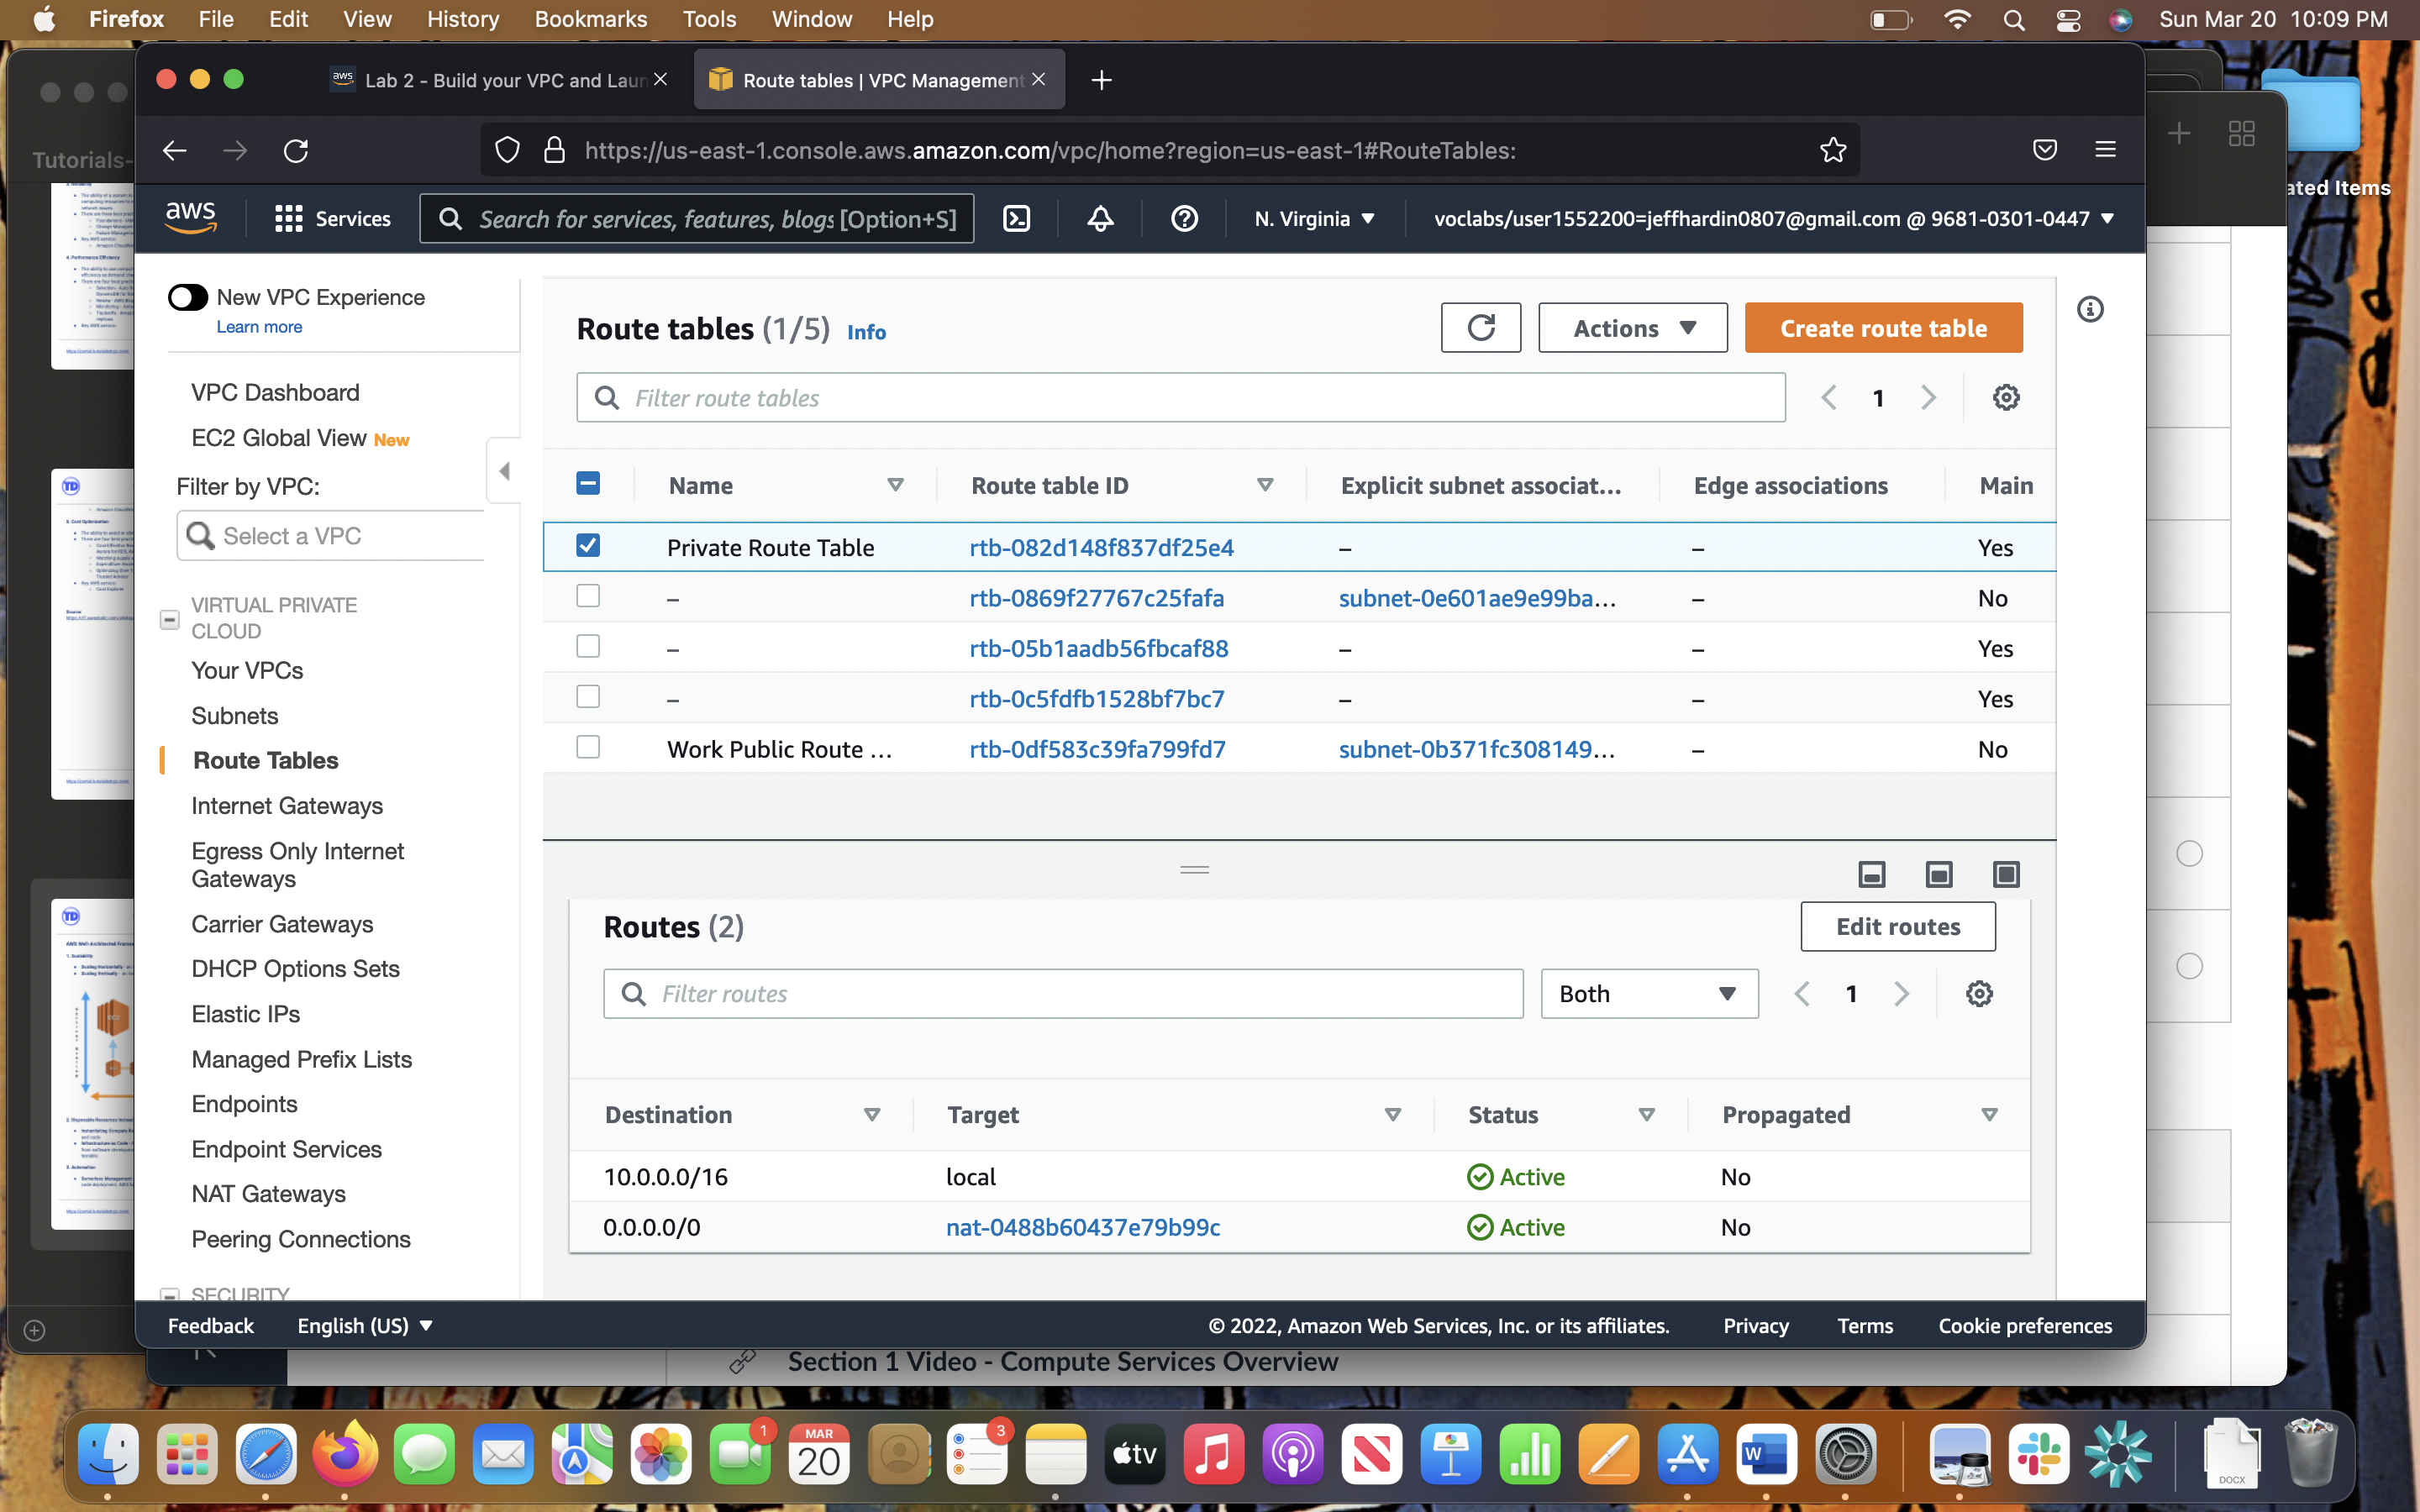 Firefox File Edit View History Bookmarks Tools Window Help Sun Mar 20 10:09 PM
aws Lab 2 - Build your VPC and Laun Route tables | VPC Management
Tutorials-
https://us-east-1.console.aws.amazon.com/vpc/home?region=us-east-1#RouteTables:
ated Items
aws Services Search for services, features, blogs [Option+S] N. Virginia voclabs/user1552200=jeffhardin0807@gmail.com @ 9681-0301-0447
New VPC Experience
Learn more
VPC Dashboard
EC2 Global View New
Filter by VPC:
Select a VPC
VIRTUAL PRIVATE
CLOUD
Your VPCs
Subnets
Route Tables
Internet Gateways
Egress Only Internet
Gateways
Carrier Gateways
DHCP Options Sets
Elastic IPs
Managed Prefix Lists
Endpoints
Endpoint Services
NAT Gateways
Peering Connections
SECURITY
Route tables (1/5) Info Actions Create route table
Filter route tables 1
Name Route table ID Explicit subnet associat... Edge associations Main
Private Route Table rtb-082d148f837df25e4 – – Yes
– rtb-0869f27767c25fafa subnet-0e601ae9e99ba... – No
– rtb-05b1aadb56fbcaf88 – – Yes
– rtb-0c5fdfb1528bf7bc7 – – Yes
Work Public Route ... rtb-0df583c39fa799fd7 subnet-0b371fc308149... – No
Routes (2) Edit routes
Filter routes Both 1
Destination Target Status Propagated
10.0.0.0/16 local Active No
0.0.0.0/0 nat-0488b60437e79b99c Active No
Feedback English (US) © 2022, Amazon Web Services, Inc. or its affiliates. Privacy Terms Cookie preferences
Section 1 Video - Compute Services Overview
1 MAR 20 3 tv W DOCX